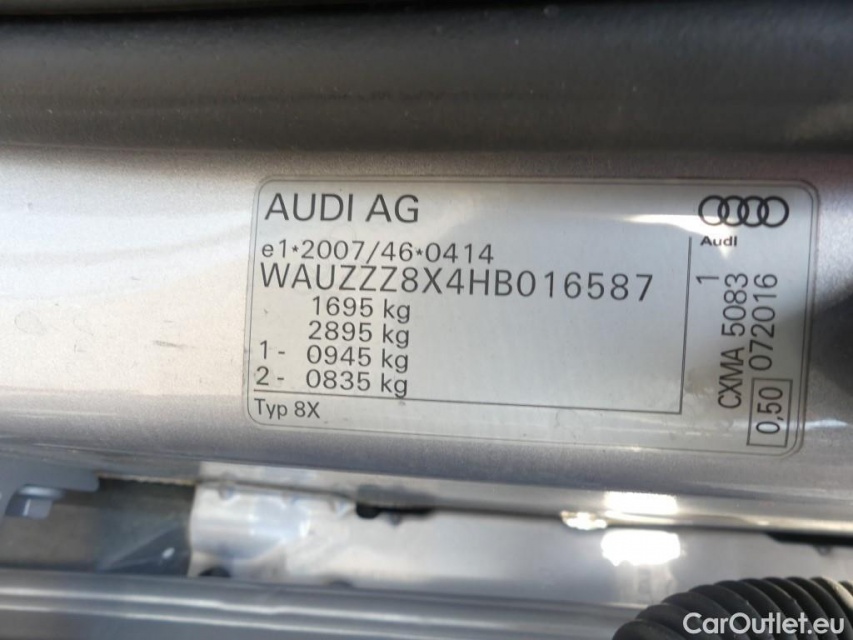 AUDI AG
Audi
e1*2007/46*0414
WAUZZZ8X4HB016587
1695 kg
2895 kg
1- 0945 kg
2- 0835 kg
Typ 8X
1
CXMA 5083
072016
0,50
CarOutlet.eu